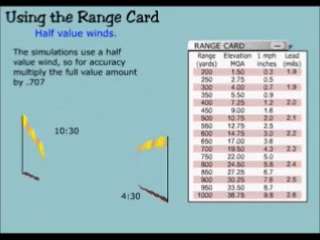 Using the Range Card
Half value winds.
The simulations use a half
value wind, so for accuracy
multiply the full value amount
by .707
10:30
4:30
RANGE CARD
Range Elevation 1 mph Lead
(yards) MOA inches (mils)
200 1.50 0.3 1.9
250 2.75 0.5
300 4.00 0.7 1.9
350 5.50 0.9
400 7.25 1.2 2.0
450 9.00 1.6
500 10.75 2.0 2.1
550 12.75 2.5
600 14.75 3.0 2.2
650 17.00 3.6
700 19.50 4.3 2.3
750 22.00 5.0
800 24.50 5.8 2.4
850 27.25 6.7
900 30.25 7.6 2.5
950 33.50 8.7
1000 36.75 9.8 2.6